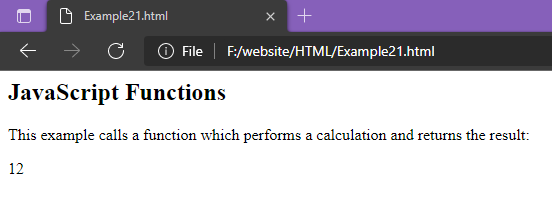 Example21.html
File F:/website/HTML/Example21.html
JavaScript Functions
This example calls a function which performs a calculation and returns the result:
12